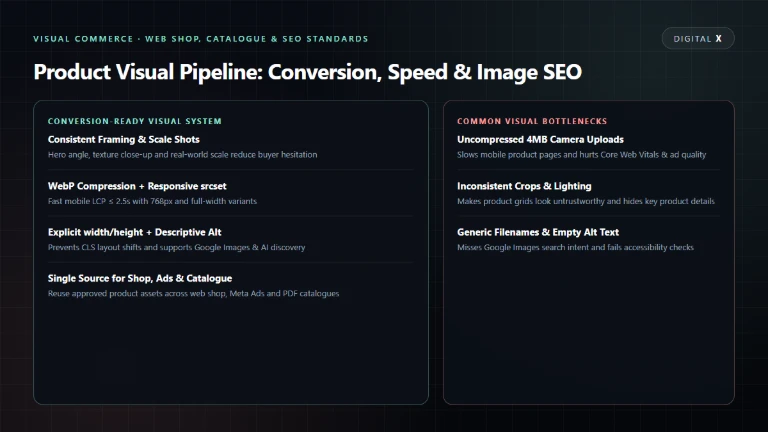 VISUAL COMMERCE · WEB SHOP, CATALOGUE & SEO STANDARDS
DIGITAL X
Product Visual Pipeline: Conversion, Speed & Image SEO
CONVERSION-READY VISUAL SYSTEM
Consistent Framing & Scale Shots
Hero angle, texture close-up and real-world scale reduce buyer hesitation
WebP Compression + Responsive srcset
Fast mobile LCP ≤ 2.5s with 768px and full-width variants
Explicit width/height + Descriptive Alt
Prevents CLS layout shifts and supports Google Images & AI discovery
Single Source for Shop, Ads & Catalogue
Reuse approved product assets across web shop, Meta Ads and PDF catalogues
COMMON VISUAL BOTTLENECKS
Uncompressed 4MB Camera Uploads
Slows mobile product pages and hurts Core Web Vitals & ad quality
Inconsistent Crops & Lighting
Makes product grids look untrustworthy and hides key product details
Generic Filenames & Empty Alt Text
Misses Google Images search intent and fails accessibility checks